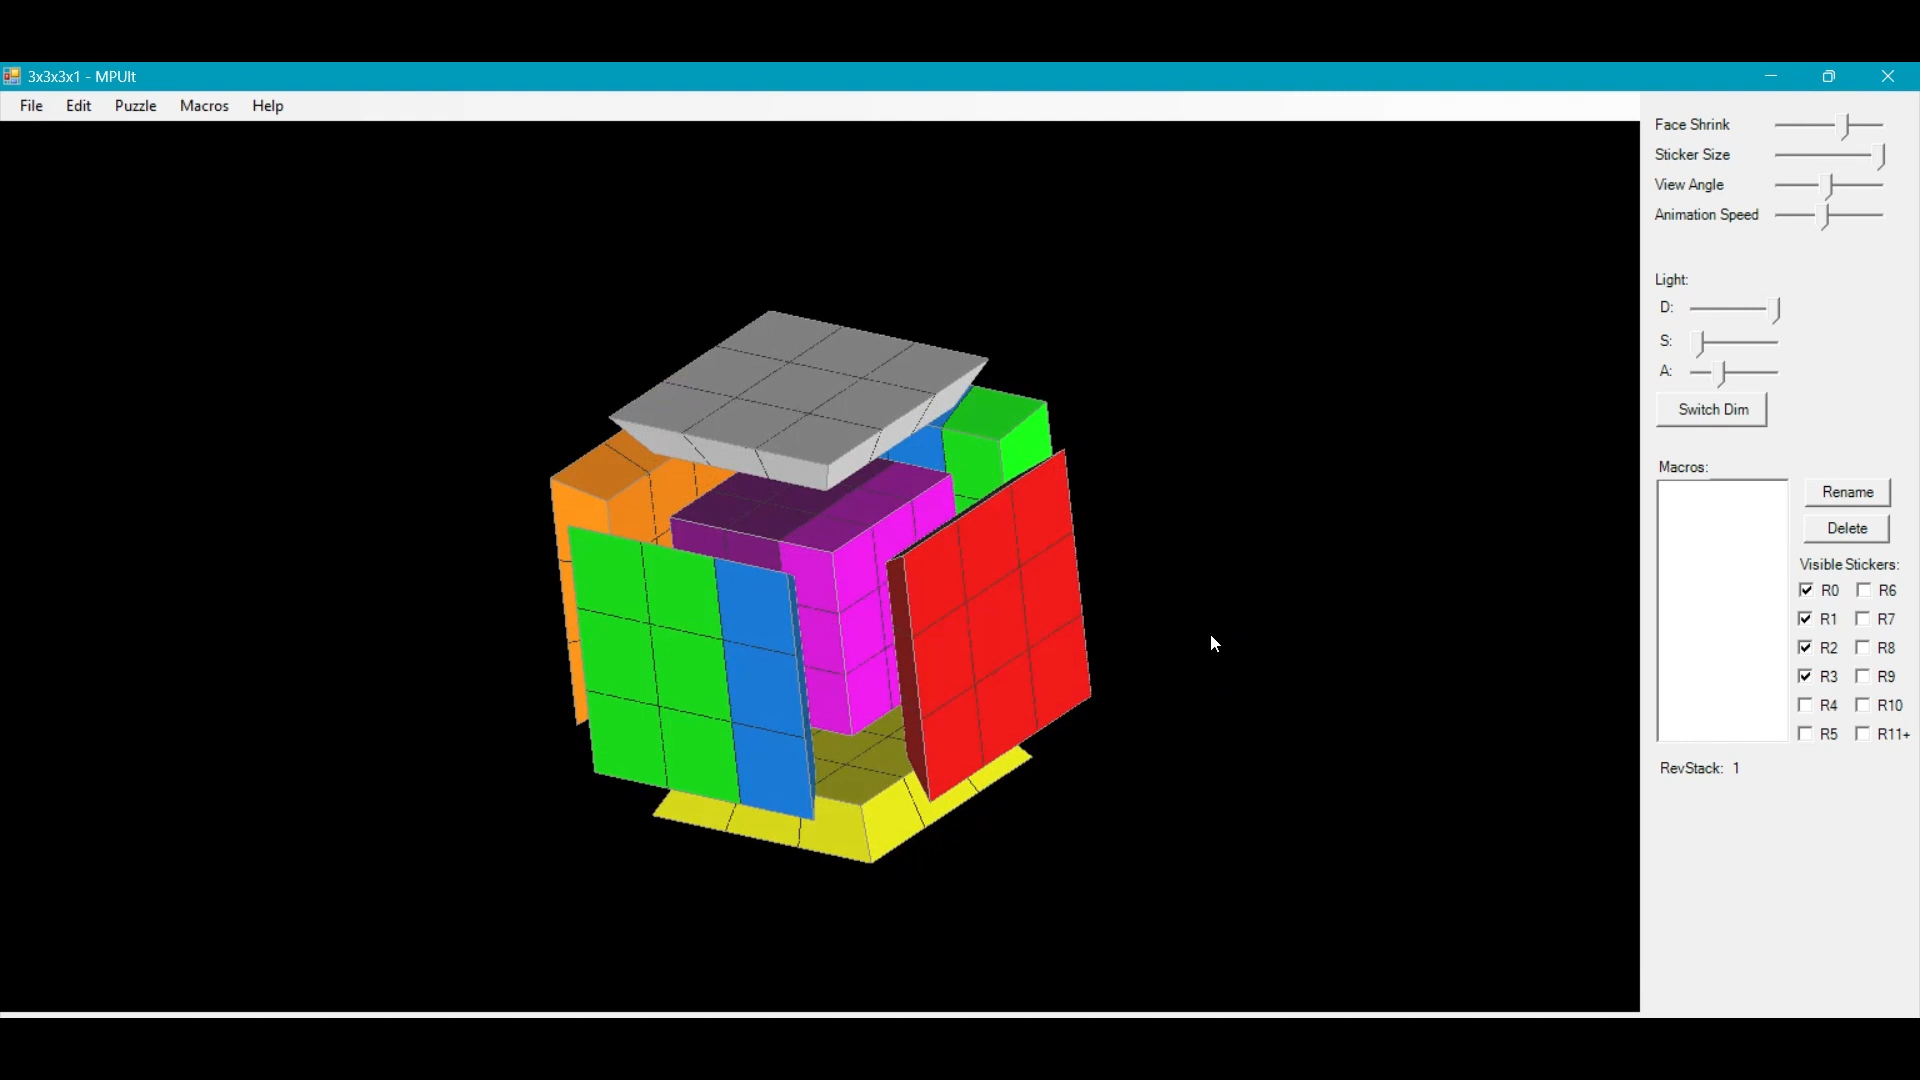 3x3x3x1 - MPUlt
File Edit Puzzle Macros Help
Face Shrink
Sticker Size
View Angle
Animation Speed
Light:
D:
S:
A:
Switch Dim
Macros:
Rename
Delete
Visible Stickers:
R0 R6
R1 R7
R2 R8
R3 R9
R4 R10
R5 R11+
RevStack: 1